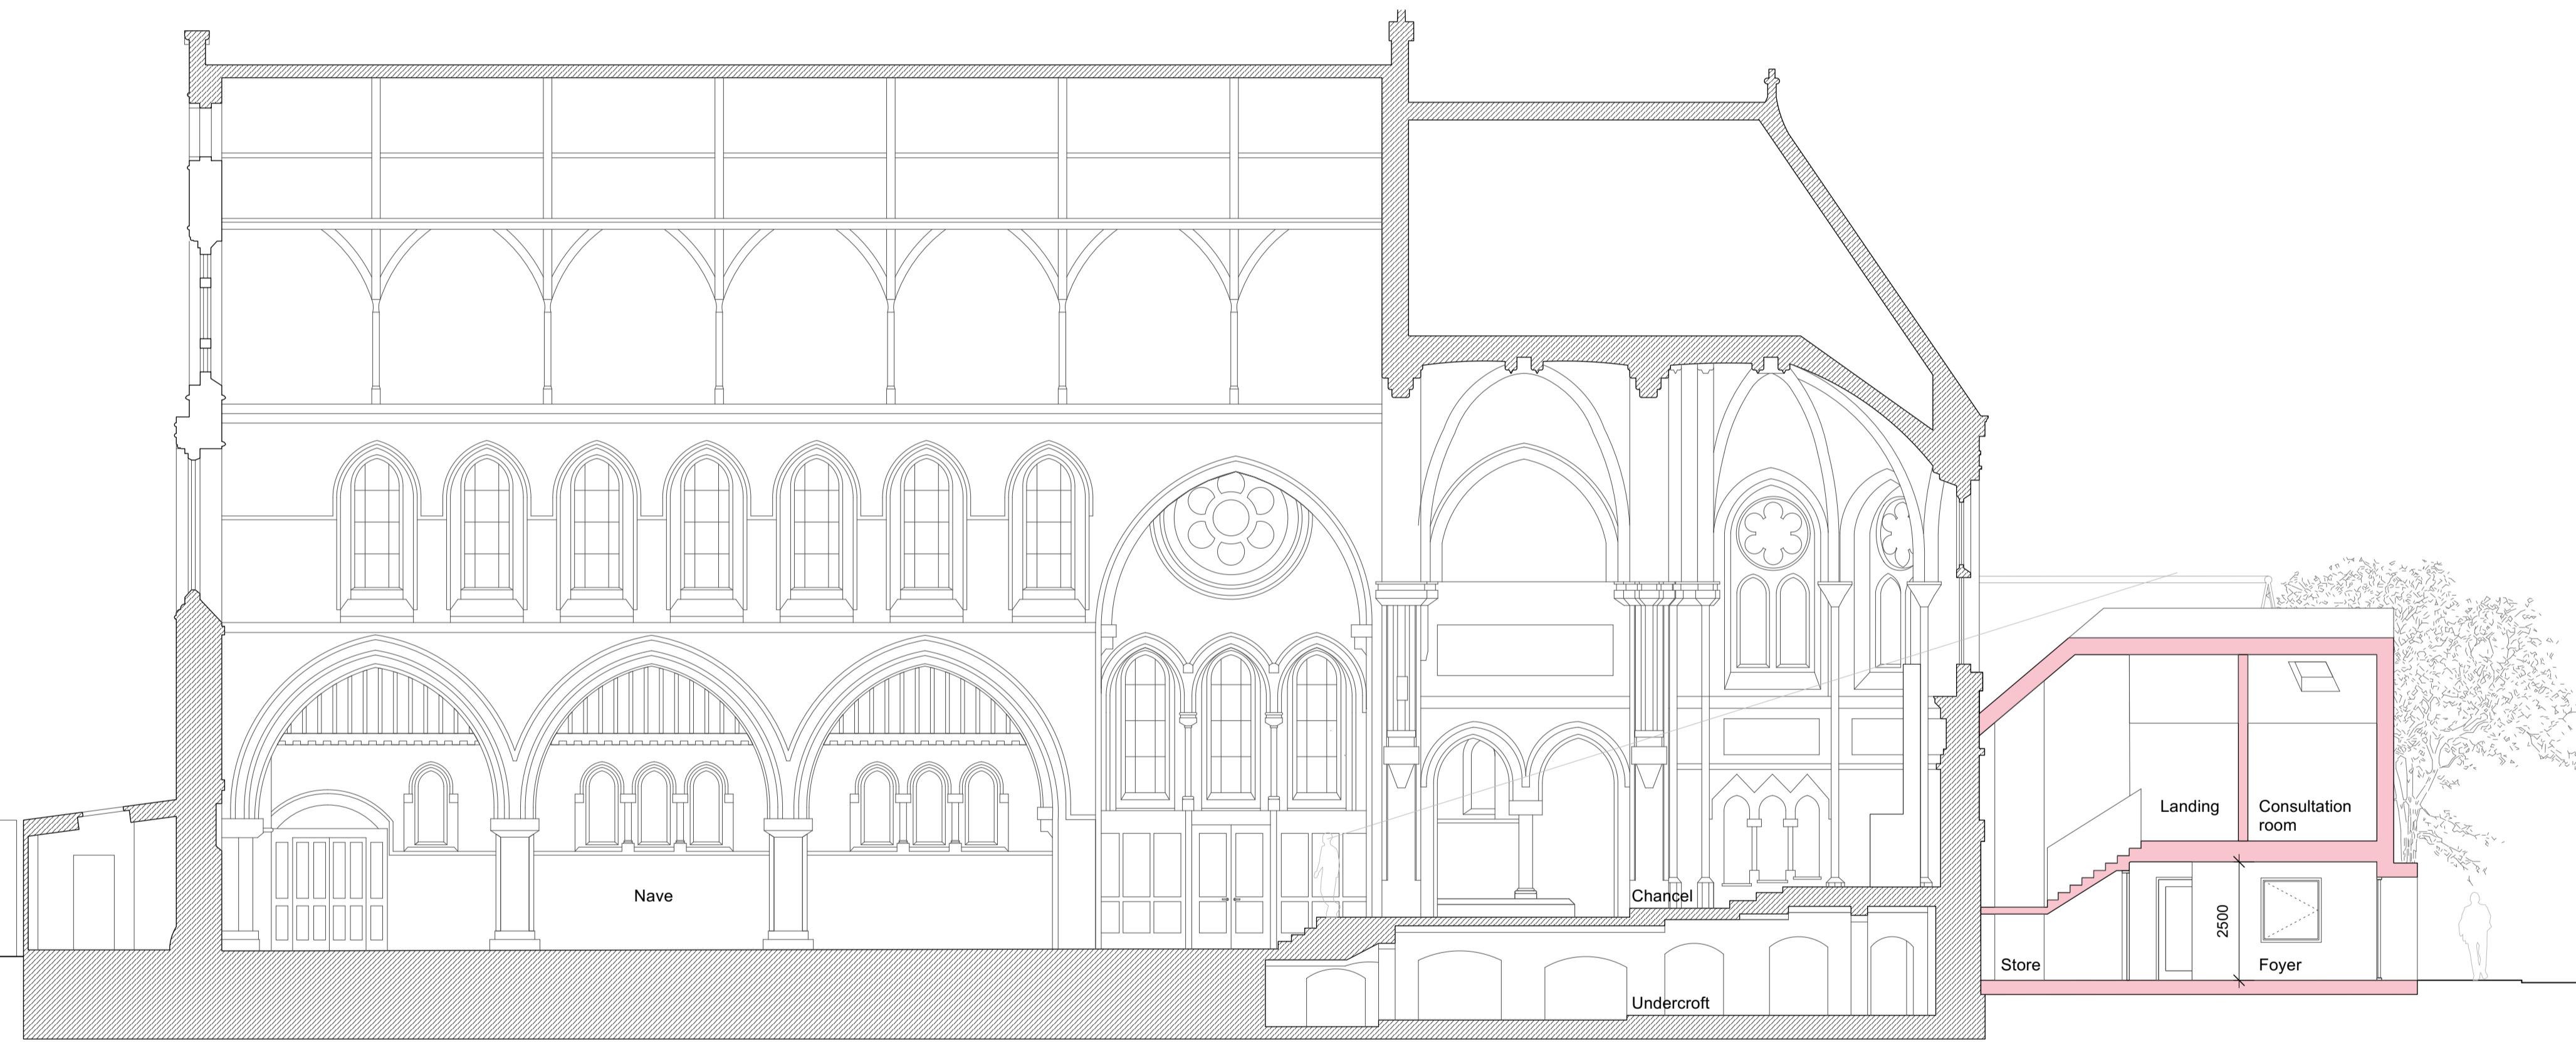 Landing
Consultation
room
Nave
Chancel
2500
Store
Foyer
Undercroft